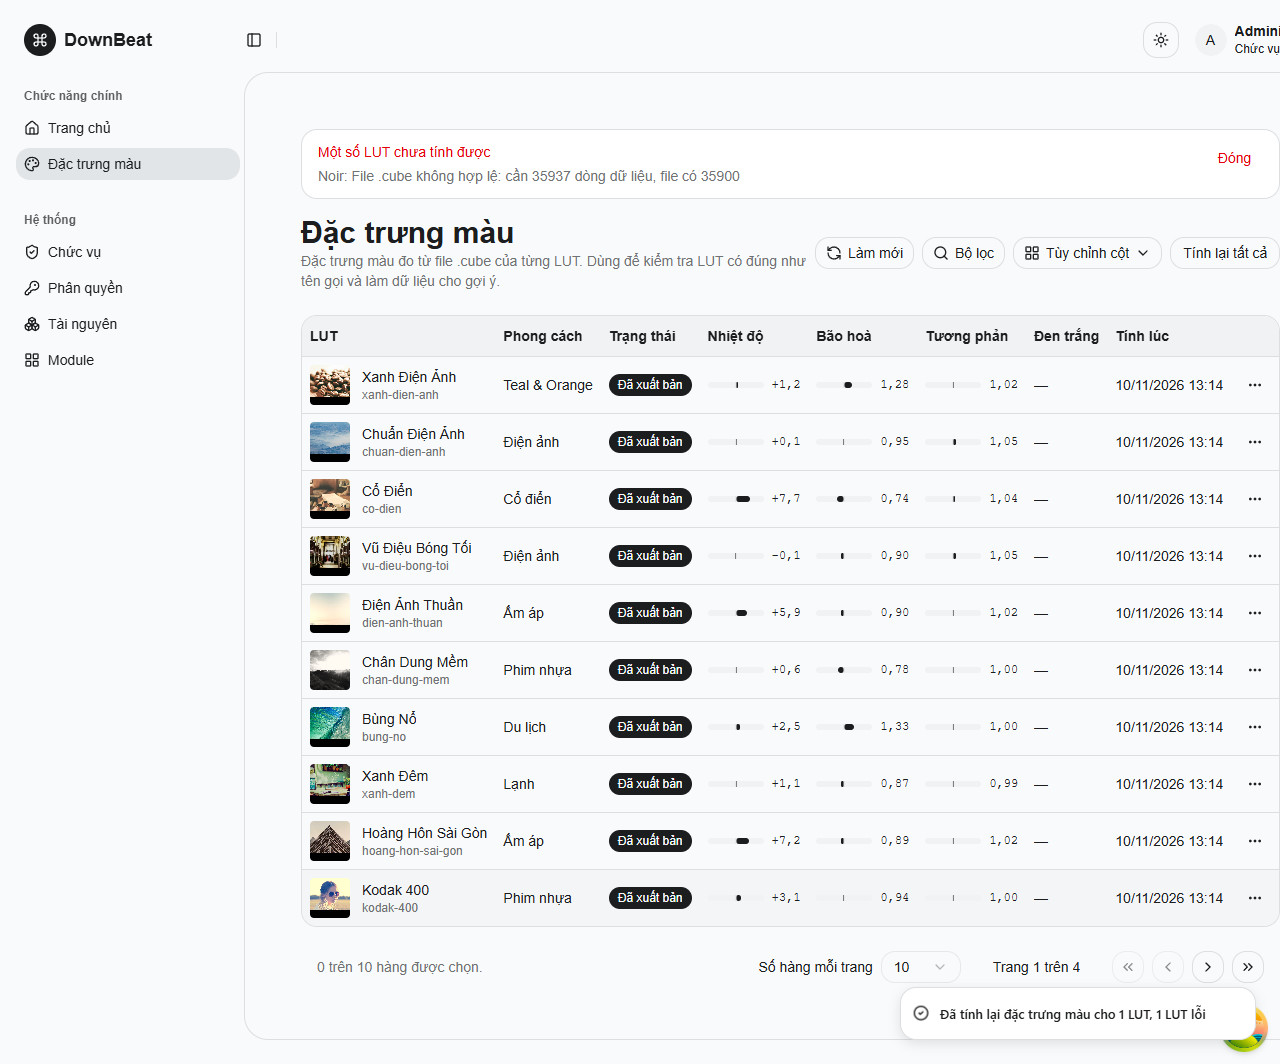 DownBeat
A
Admini
Chức vụ
Chức năng chính
Trang chủ
Đặc trưng màu
Hệ thống
Chức vụ
Phân quyền
Tài nguyên
Module
Một số LUT chưa tính được
Noir: File .cube không hợp lệ: cần 35937 dòng dữ liệu, file có 35900
Đóng
Đặc trưng màu
Đặc trưng màu đo từ file .cube của từng LUT. Dùng để kiểm tra LUT có đúng như
tên gọi và làm dữ liệu cho gợi ý.
Làm mới
Bộ lọc
Tùy chỉnh cột
Tính lại tất cả
LUT Phong cách Trạng thái Nhiệt độ Bão hoà Tương phản Đen trắng Tính lúc
Xanh Điện Ảnh
xanh-dien-anh
Teal & Orange Đã xuất bản +1,2 1,28 1,02 — 10/11/2026 13:14
Chuẩn Điện Ảnh
chuan-dien-anh
Điện ảnh Đã xuất bản +0,1 0,95 1,05 — 10/11/2026 13:14
Cổ Điển
co-dien
Cổ điển Đã xuất bản +7,7 0,74 1,04 — 10/11/2026 13:14
Vũ Điệu Bóng Tối
vu-dieu-bong-toi
Điện ảnh Đã xuất bản −0,1 0,90 1,05 — 10/11/2026 13:14
Điện Ảnh Thuần
dien-anh-thuan
Ấm áp Đã xuất bản +5,9 0,90 1,02 — 10/11/2026 13:14
Chân Dung Mềm
chan-dung-mem
Phim nhựa Đã xuất bản +0,6 0,78 1,00 — 10/11/2026 13:14
Bùng Nổ
bung-no
Du lịch Đã xuất bản +2,5 1,33 1,00 — 10/11/2026 13:14
Xanh Đêm
xanh-dem
Lạnh Đã xuất bản +1,1 0,87 0,99 — 10/11/2026 13:14
Hoàng Hôn Sài Gòn
hoang-hon-sai-gon
Ấm áp Đã xuất bản +7,2 0,89 1,02 — 10/11/2026 13:14
Kodak 400
kodak-400
Phim nhựa Đã xuất bản +3,1 0,94 1,00 — 10/11/2026 13:14
0 trên 10 hàng được chọn.
Số hàng mỗi trang
10
Trang 1 trên 4
Đã tính lại đặc trưng màu cho 1 LUT, 1 LUT lỗi